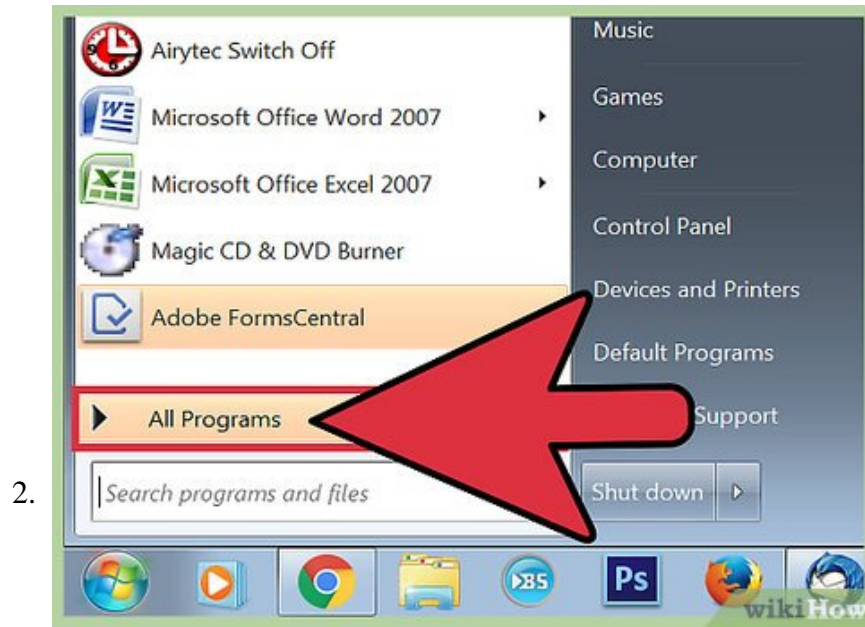 Airytec Switch Off
Microsoft Office Word 2007
Microsoft Office Excel 2007
Magic CD & DVD Burner
Adobe FormsCentral
All Programs
Search programs and files
Music
Games
Computer
Control Panel
Devices and Printers
Default Programs
Support
Shut down
2.
BS
Ps
wikiHow